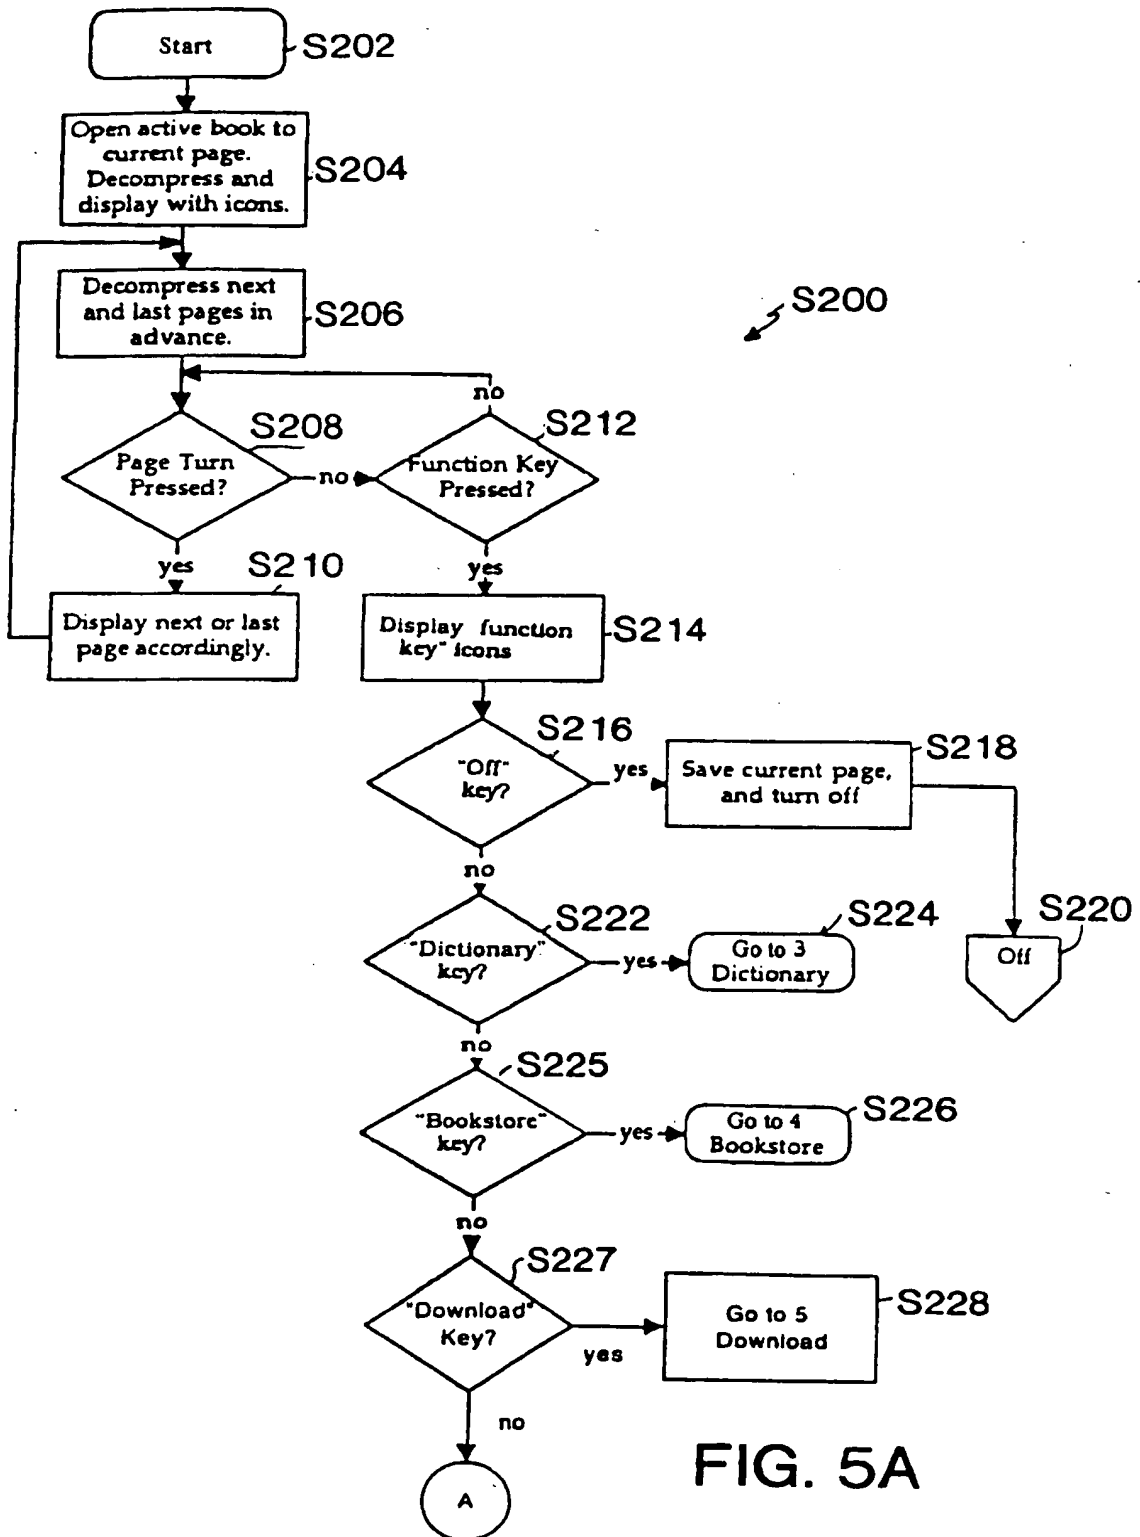 Start
S202
Open active book to
current page.
Decompress and
display with icons.
S204
Decompress next
and last pages in
advance.
S206
S200
no
S208
S212
Page Turn
Pressed?
no
Function Key
Pressed?
yes
S210
yes
Display next or last
page accordingly.
Display function
key" icons
S214
S216
"Off"
key?
yes
Save current page,
and turn off
S218
no
S222
"Dictionary"
key?
yes
Go to 3
Dictionary
S224
S220
Off
no
S225
"Bookstore"
key?
yes
Go to 4
Bookstore
S226
no
S227
"Download"
Key?
yes
Go to 5
Download
S228
no
A
FIG. 5A